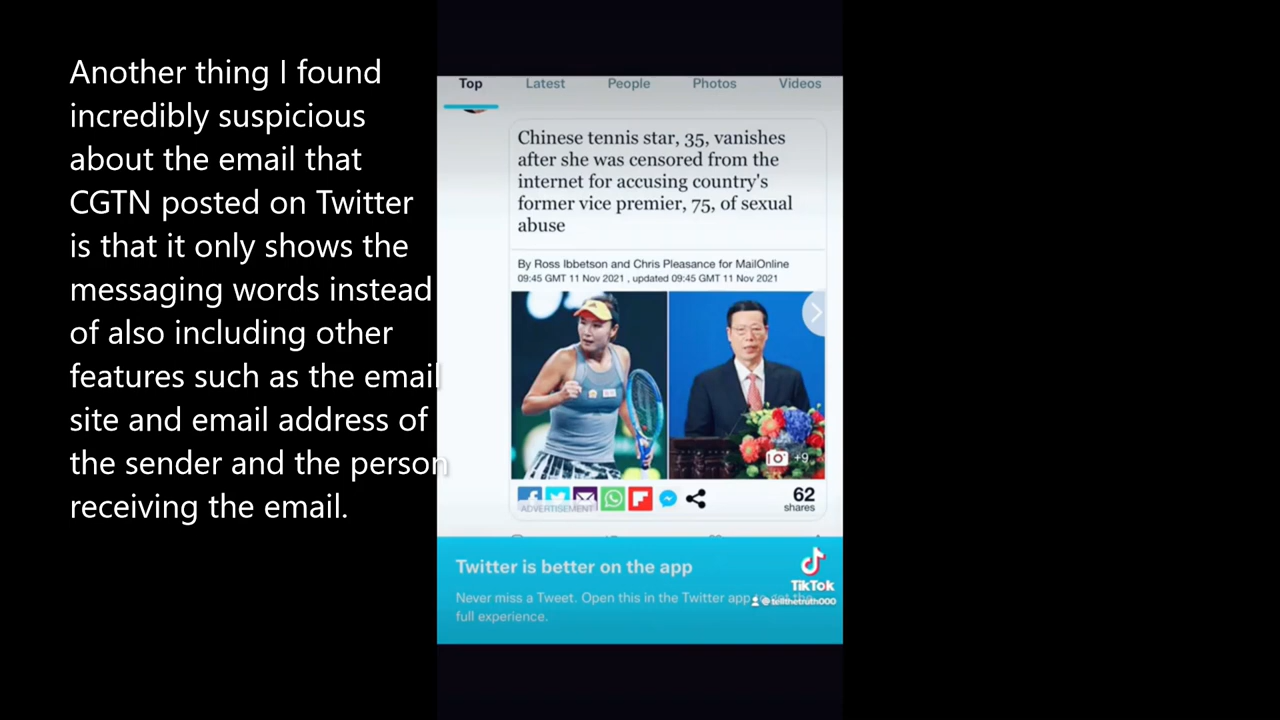 Another thing I found
incredibly suspicious
about the email that
CGTN posted on Twitter
is that it only shows the
messaging words instead
of also including other
features such as the email
site and email address of
the sender and the person
receiving the email.
Top Latest People Photos Videos
Chinese tennis star, 35, vanishes
after she was censored from the
internet for accusing country's
former vice premier, 75, of sexual
abuse
By Ross Ibbetson and Chris Pleasance for MailOnline
09:45 GMT 11 Nov 2021 , updated 09:45 GMT 11 Nov 2021
+9
62
shares
ADVERTISEMENT
Twitter is better on the app
Never miss a Tweet. Open this in the Twitter app to get the
full experience.
TikTok
@tellthetruth000